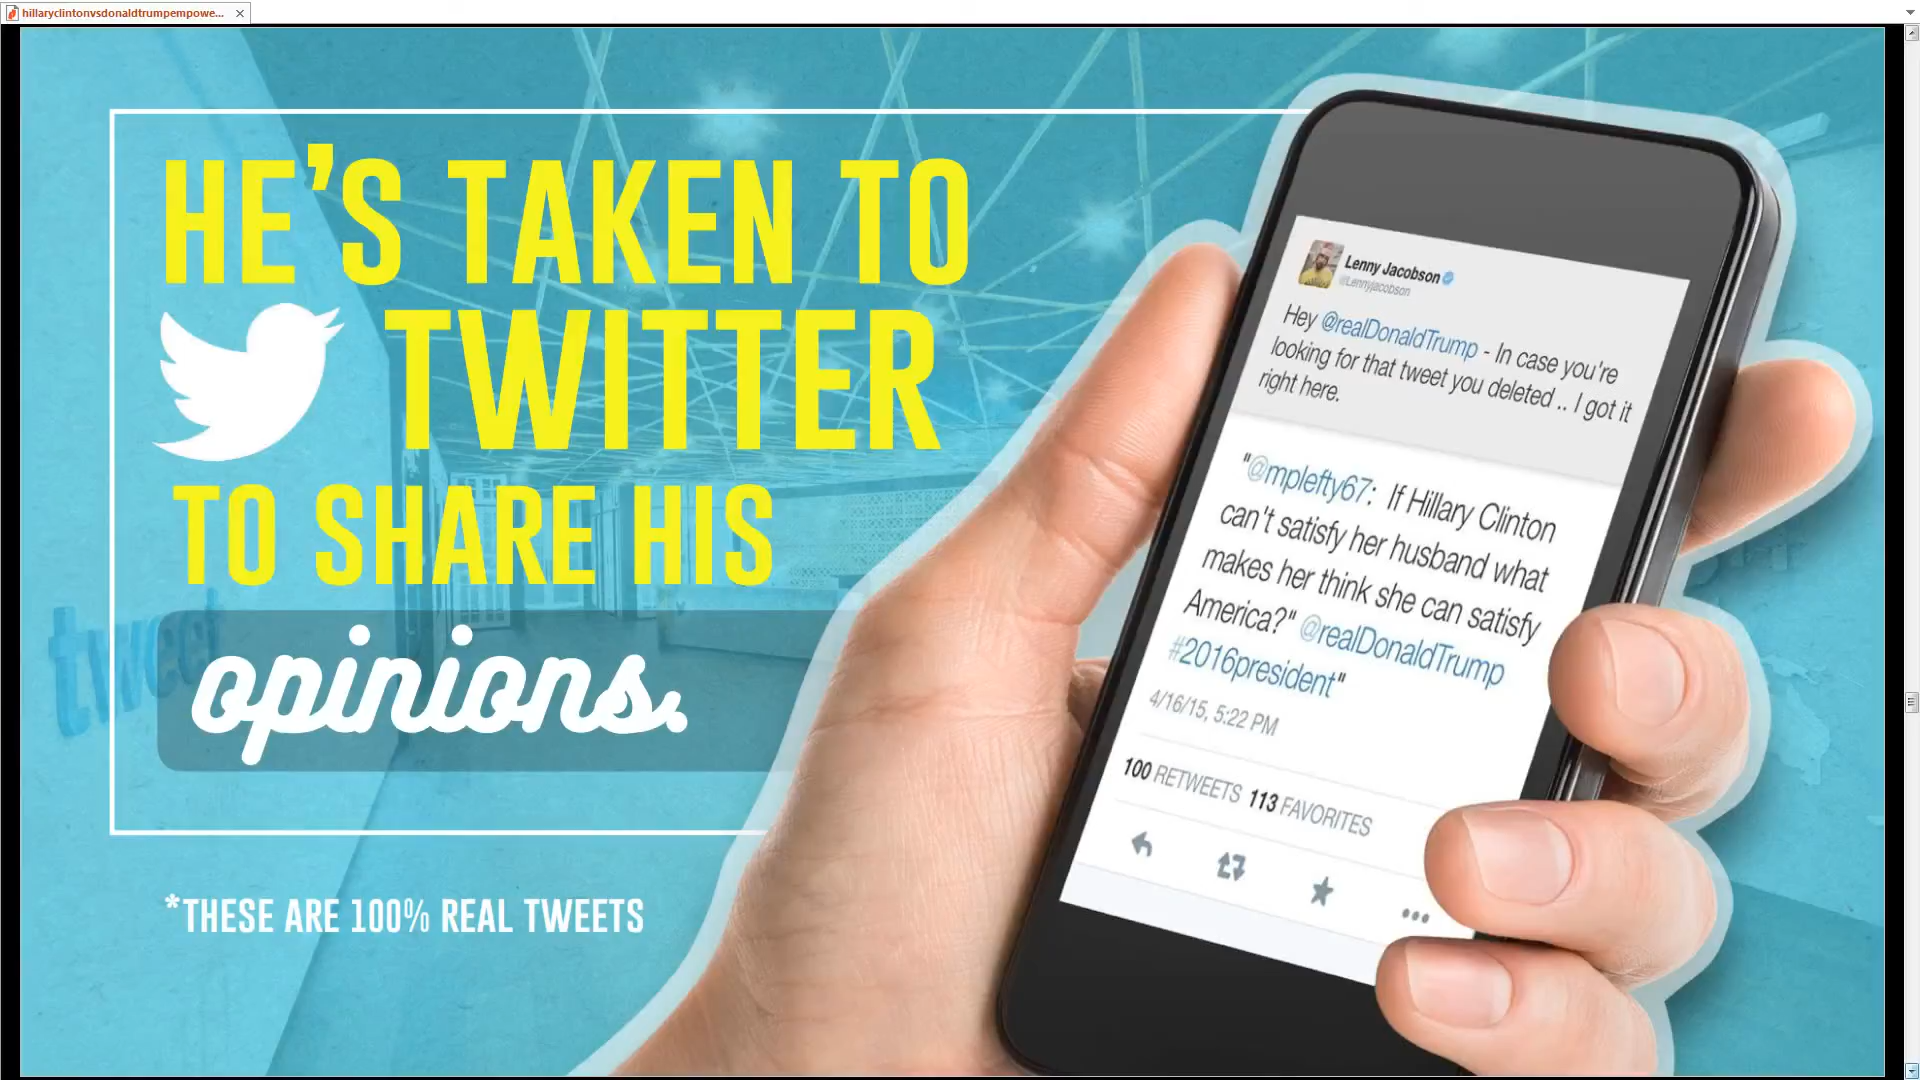 hillaryclintonvsdonaldtrumpempowe...
HE'S TAKEN TO
TWITTER
TO SHARE HIS
opinions.
*THESE ARE 100% REAL TWEETS
tweet
Lenny Jacobson
@Lennyjacobson
Hey @realDonaldTrump - In case you're
looking for that tweet you deleted .. I got it
right here.
"@mplefty67: If Hillary Clinton
can't satisfy her husband what
makes her think she can satisfy
America?" @realDonaldTrump
#2016president"
4/16/15, 5:22 PM
100 RETWEETS 113 FAVORITES